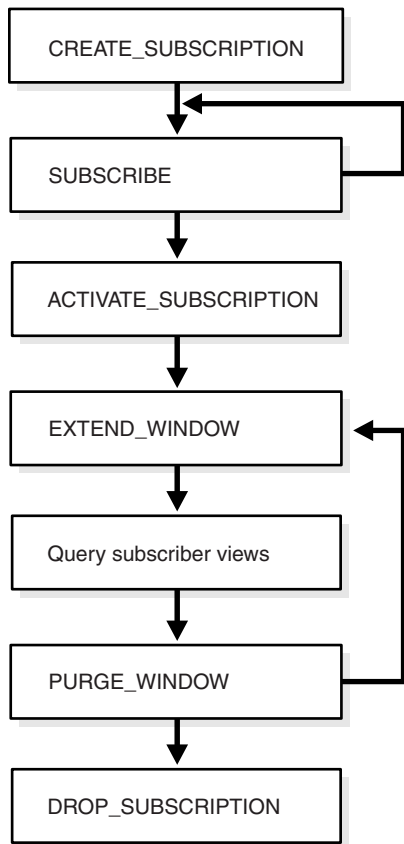 CREATE_SUBSCRIPTION
SUBSCRIBE
ACTIVATE_SUBSCRIPTION
EXTEND_WINDOW
Query subscriber views
PURGE_WINDOW
DROP_SUBSCRIPTION